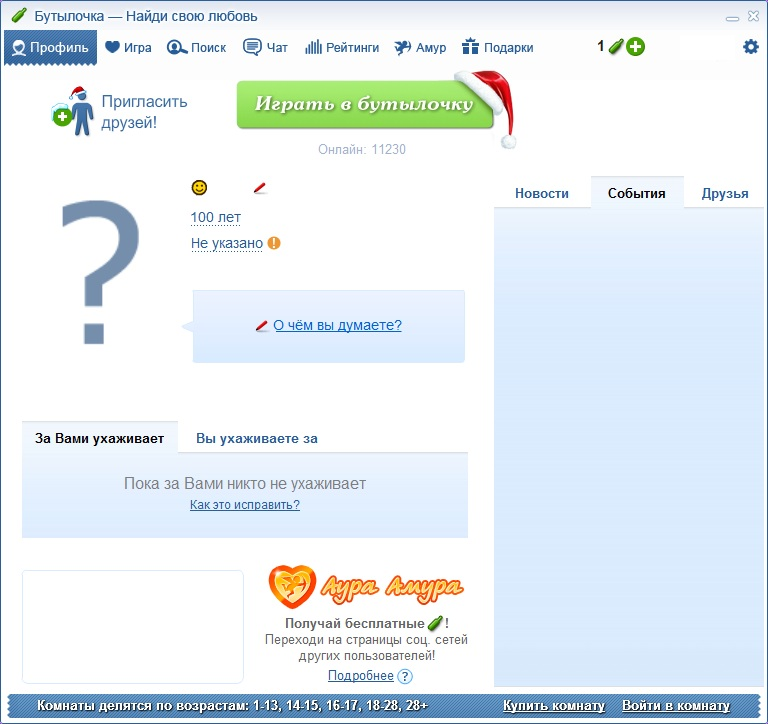 Бутылочка — Найди свою любовь
Профиль Игра Поиск Чат Рейтинги Амур Подарки 1
Пригласить
друзей!
Играть в бутылочку
Онлайн: 11230
100 лет
Не указано
О чём вы думаете?
Новости События Друзья
За Вами ухаживает Вы ухаживаете за
Пока за Вами никто не ухаживает
Как это исправить?
Аура Амура
Получай бесплатные !
Переходи на страницы соц. сетей
других пользователей!
Подробнее ?
Комнаты делятся по возрастам: 1-13, 14-15, 16-17, 18-28, 28+ Купить комнату Войти в комнату